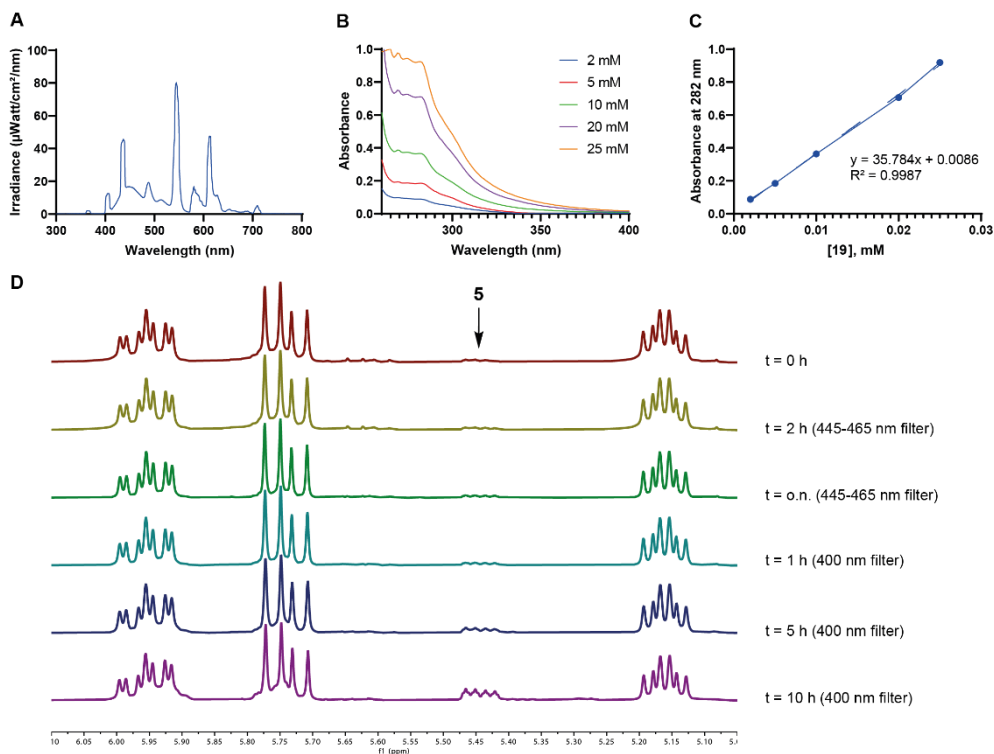 A
Irradiance (µWatt/cm²/nm)
100
80
60
40
20
0
300 400 500 600 700 800
Wavelength (nm)
B
Absorbance
1.0
0.8
0.6
0.4
0.2
0.0
300 350 400
Wavelength (nm)
2 mM
5 mM
10 mM
20 mM
25 mM
C
Absorbance at 282 nm
1.0
0.8
0.6
0.4
0.2
0.0
0.00 0.01 0.02 0.03
[19], mM
y = 35.784x + 0.0086
R² = 0.9987
D
5
t = 0 h
t = 2 h (445-465 nm filter)
t = o.n. (445-465 nm filter)
t = 1 h (400 nm filter)
t = 5 h (400 nm filter)
t = 10 h (400 nm filter)
10 6.05 6.00 5.95 5.90 5.85 5.80 5.75 5.70 5.65 5.60 5.55 5.50 5.45 5.40 5.35 5.30 5.25 5.20 5.15 5.10 5.0
f1 (ppm)